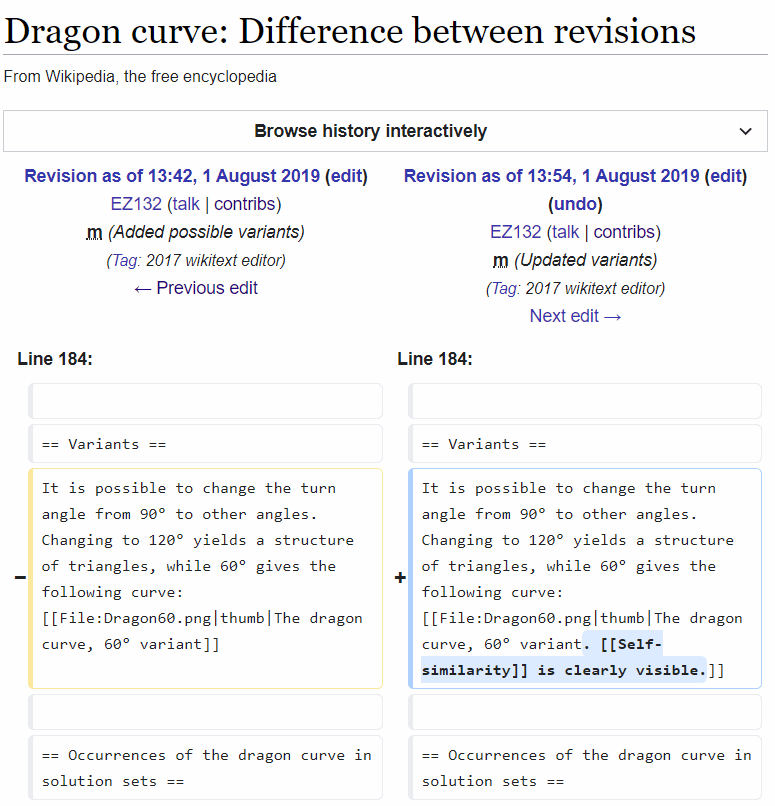 Dragon curve: Difference between revisions
From Wikipedia, the free encyclopedia
Browse history interactively
Revision as of 13:42, 1 August 2019 (edit)
EZ132 (talk | contribs)
m (Added possible variants)
(Tag: 2017 wikitext editor)
← Previous edit
Revision as of 13:54, 1 August 2019 (edit)
(undo)
EZ132 (talk | contribs)
m (Updated variants)
(Tag: 2017 wikitext editor)
Next edit →
Line 184:
Line 184:
== Variants ==
== Variants ==
−
It is possible to change the turn
angle from 90° to other angles.
Changing to 120° yields a structure
of triangles, while 60° gives the
following curve:
[[File:Dragon60.png|thumb|The dragon
curve, 60° variant]]
+
It is possible to change the turn
angle from 90° to other angles.
Changing to 120° yields a structure
of triangles, while 60° gives the
following curve:
[[File:Dragon60.png|thumb|The dragon
curve, 60° variant. [[Self-
similarity]] is clearly visible.]]
== Occurrences of the dragon curve in
solution sets ==
== Occurrences of the dragon curve in
solution sets ==